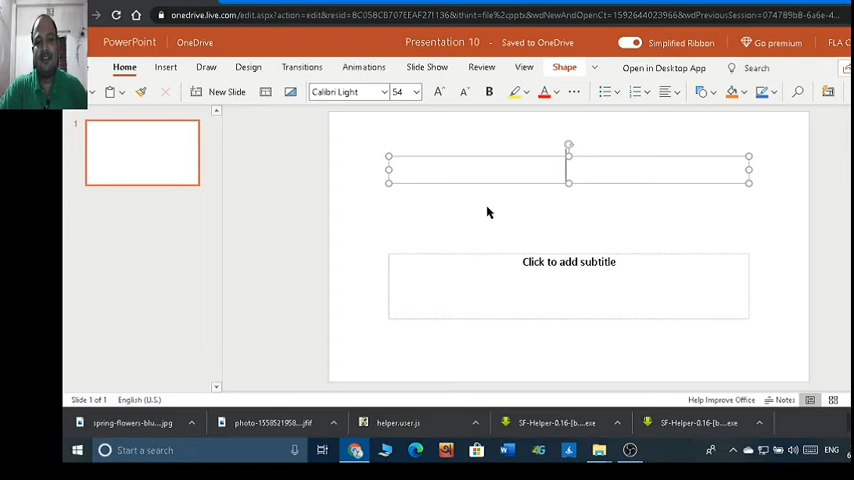 onedrive.live.com/edit.aspx?action=edit&resid=8C058CB707EEAF271136&ithint=file%2cpptx&wdNewAndOpenCt=1592644023966&wdPreviousSession=074789b8-6a6e-4...
PowerPoint OneDrive Presentation 10 - Saved to OneDrive Simplified Ribbon Go premium FLA C
Home Insert Draw Design Transitions Animations Slide Show Review View Shape Open in Desktop App Search
New Slide Calibri Light 54 A A B A ...
1
Click to add subtitle
Slide 1 of 1 English (U.S.) Help Improve Office Notes
spring-flowers-blu....jpg photo-1558521958....jfif helper.user.js SF-Helper-0.16-[b....exe SF-Helper-0.16-[b....exe
Start a search 4G ENG